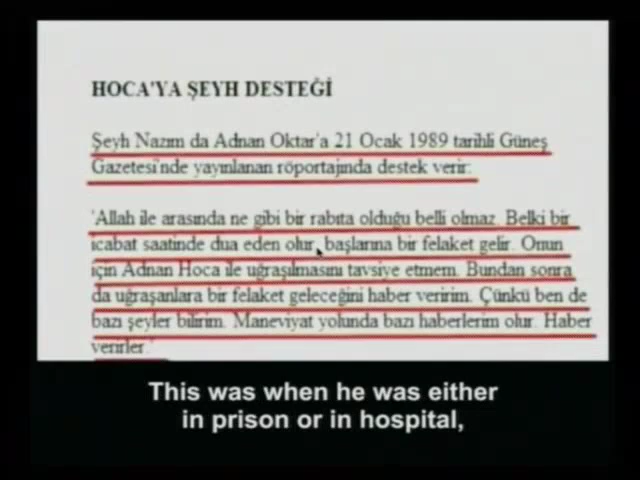 HOCA'YA ŞEYH DESTEĞİ
Şeyh Nazım da Adnan Oktar'a 21 Ocak 1989 tarihli Güneş
Gazetesi'nde yayınlanan röportajında destek verir:
'Allah ile arasında ne gibi bir rabıta olduğu belli olmaz. Belki bir
icabat saatinde dua eden olur, başlarına bir felaket gelir. Onun
için Adnan Hoca ile uğraşılmasını tavsiye etmem. Bundan sonra
da uğraşanlara bir felaket geleceğini haber veririm. Çünkü ben de
bazı şeyler bilirim. Maneviyat yolunda bazı haberlerim olur. Haber
verirler.'
This was when he was either
in prison or in hospital,